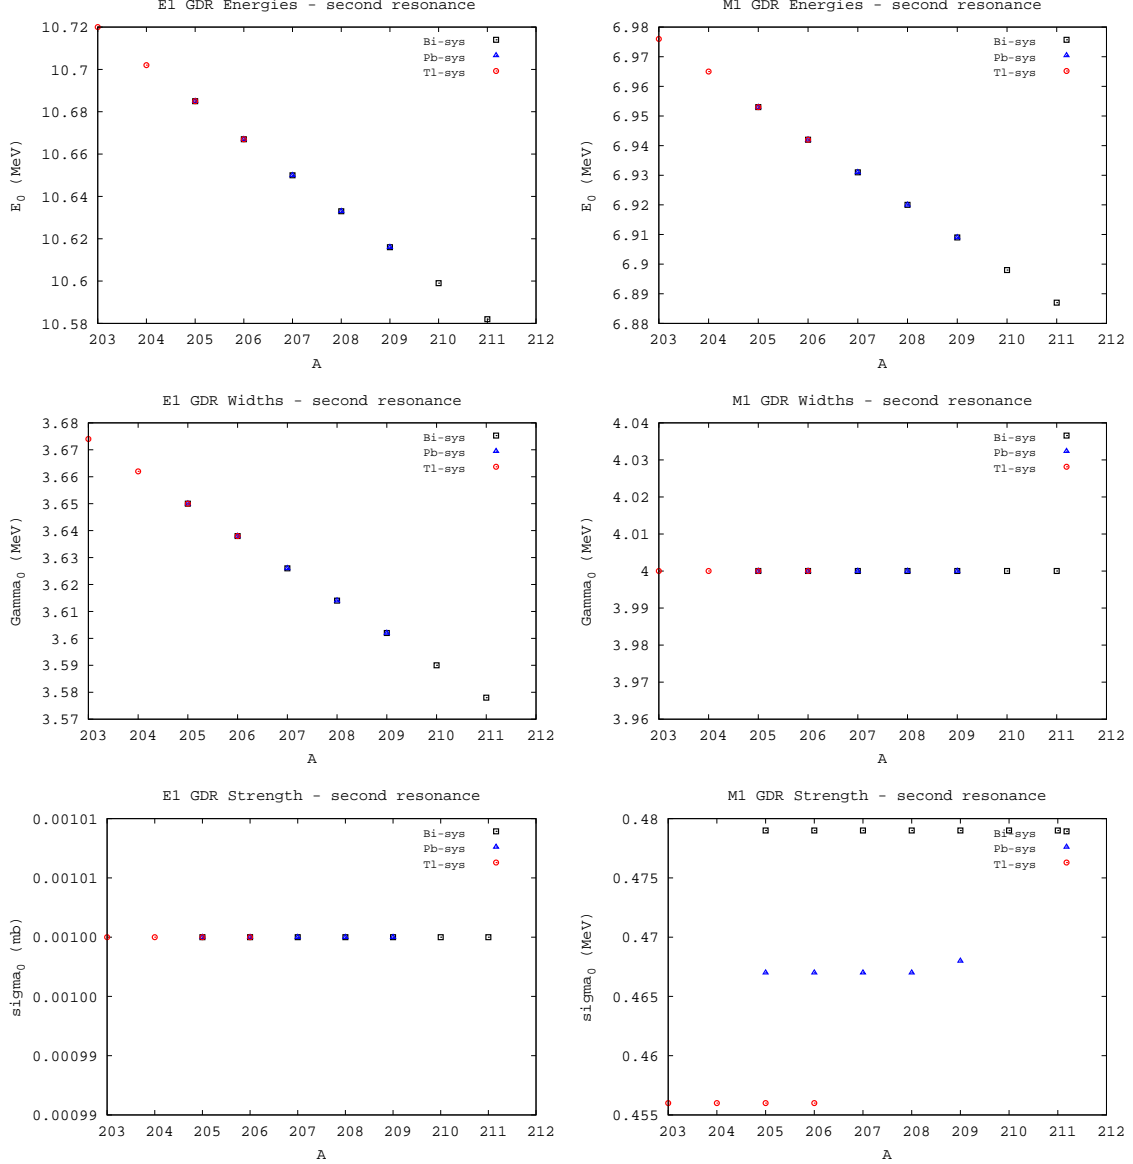 E1 GDR Energies - second resonance
10.72
10.7
10.68
10.66
10.64
10.62
10.6
10.58
E₀ (MeV)
Bi-sys
Pb-sys
Tl-sys
203 204 205 206 207 208 209 210 211 212
A
M1 GDR Energies - second resonance
6.98
6.97
6.96
6.95
6.94
6.93
6.92
6.91
6.9
6.89
6.88
E₀ (MeV)
Bi-sys
Pb-sys
Tl-sys
203 204 205 206 207 208 209 210 211 212
A
E1 GDR Widths - second resonance
3.68
3.67
3.66
3.65
3.64
3.63
3.62
3.61
3.6
3.59
3.58
3.57
Gamma₀ (MeV)
Bi-sys
Pb-sys
Tl-sys
203 204 205 206 207 208 209 210 211 212
A
M1 GDR Widths - second resonance
4.04
4.03
4.02
4.01
4
3.99
3.98
3.97
3.96
Gamma₀ (MeV)
Bi-sys
Pb-sys
Tl-sys
203 204 205 206 207 208 209 210 211 212
A
E1 GDR Strength - second resonance
0.00101
0.00101
0.00100
0.00100
0.00099
0.00099
sigma₀ (mb)
Bi-sys
Pb-sys
Tl-sys
203 204 205 206 207 208 209 210 211 212
A
M1 GDR Strength - second resonance
0.48
0.475
0.47
0.465
0.46
0.455
sigma₀ (MeV)
Bi-sys
Pb-sys
Tl-sys
203 204 205 206 207 208 209 210 211 212
A